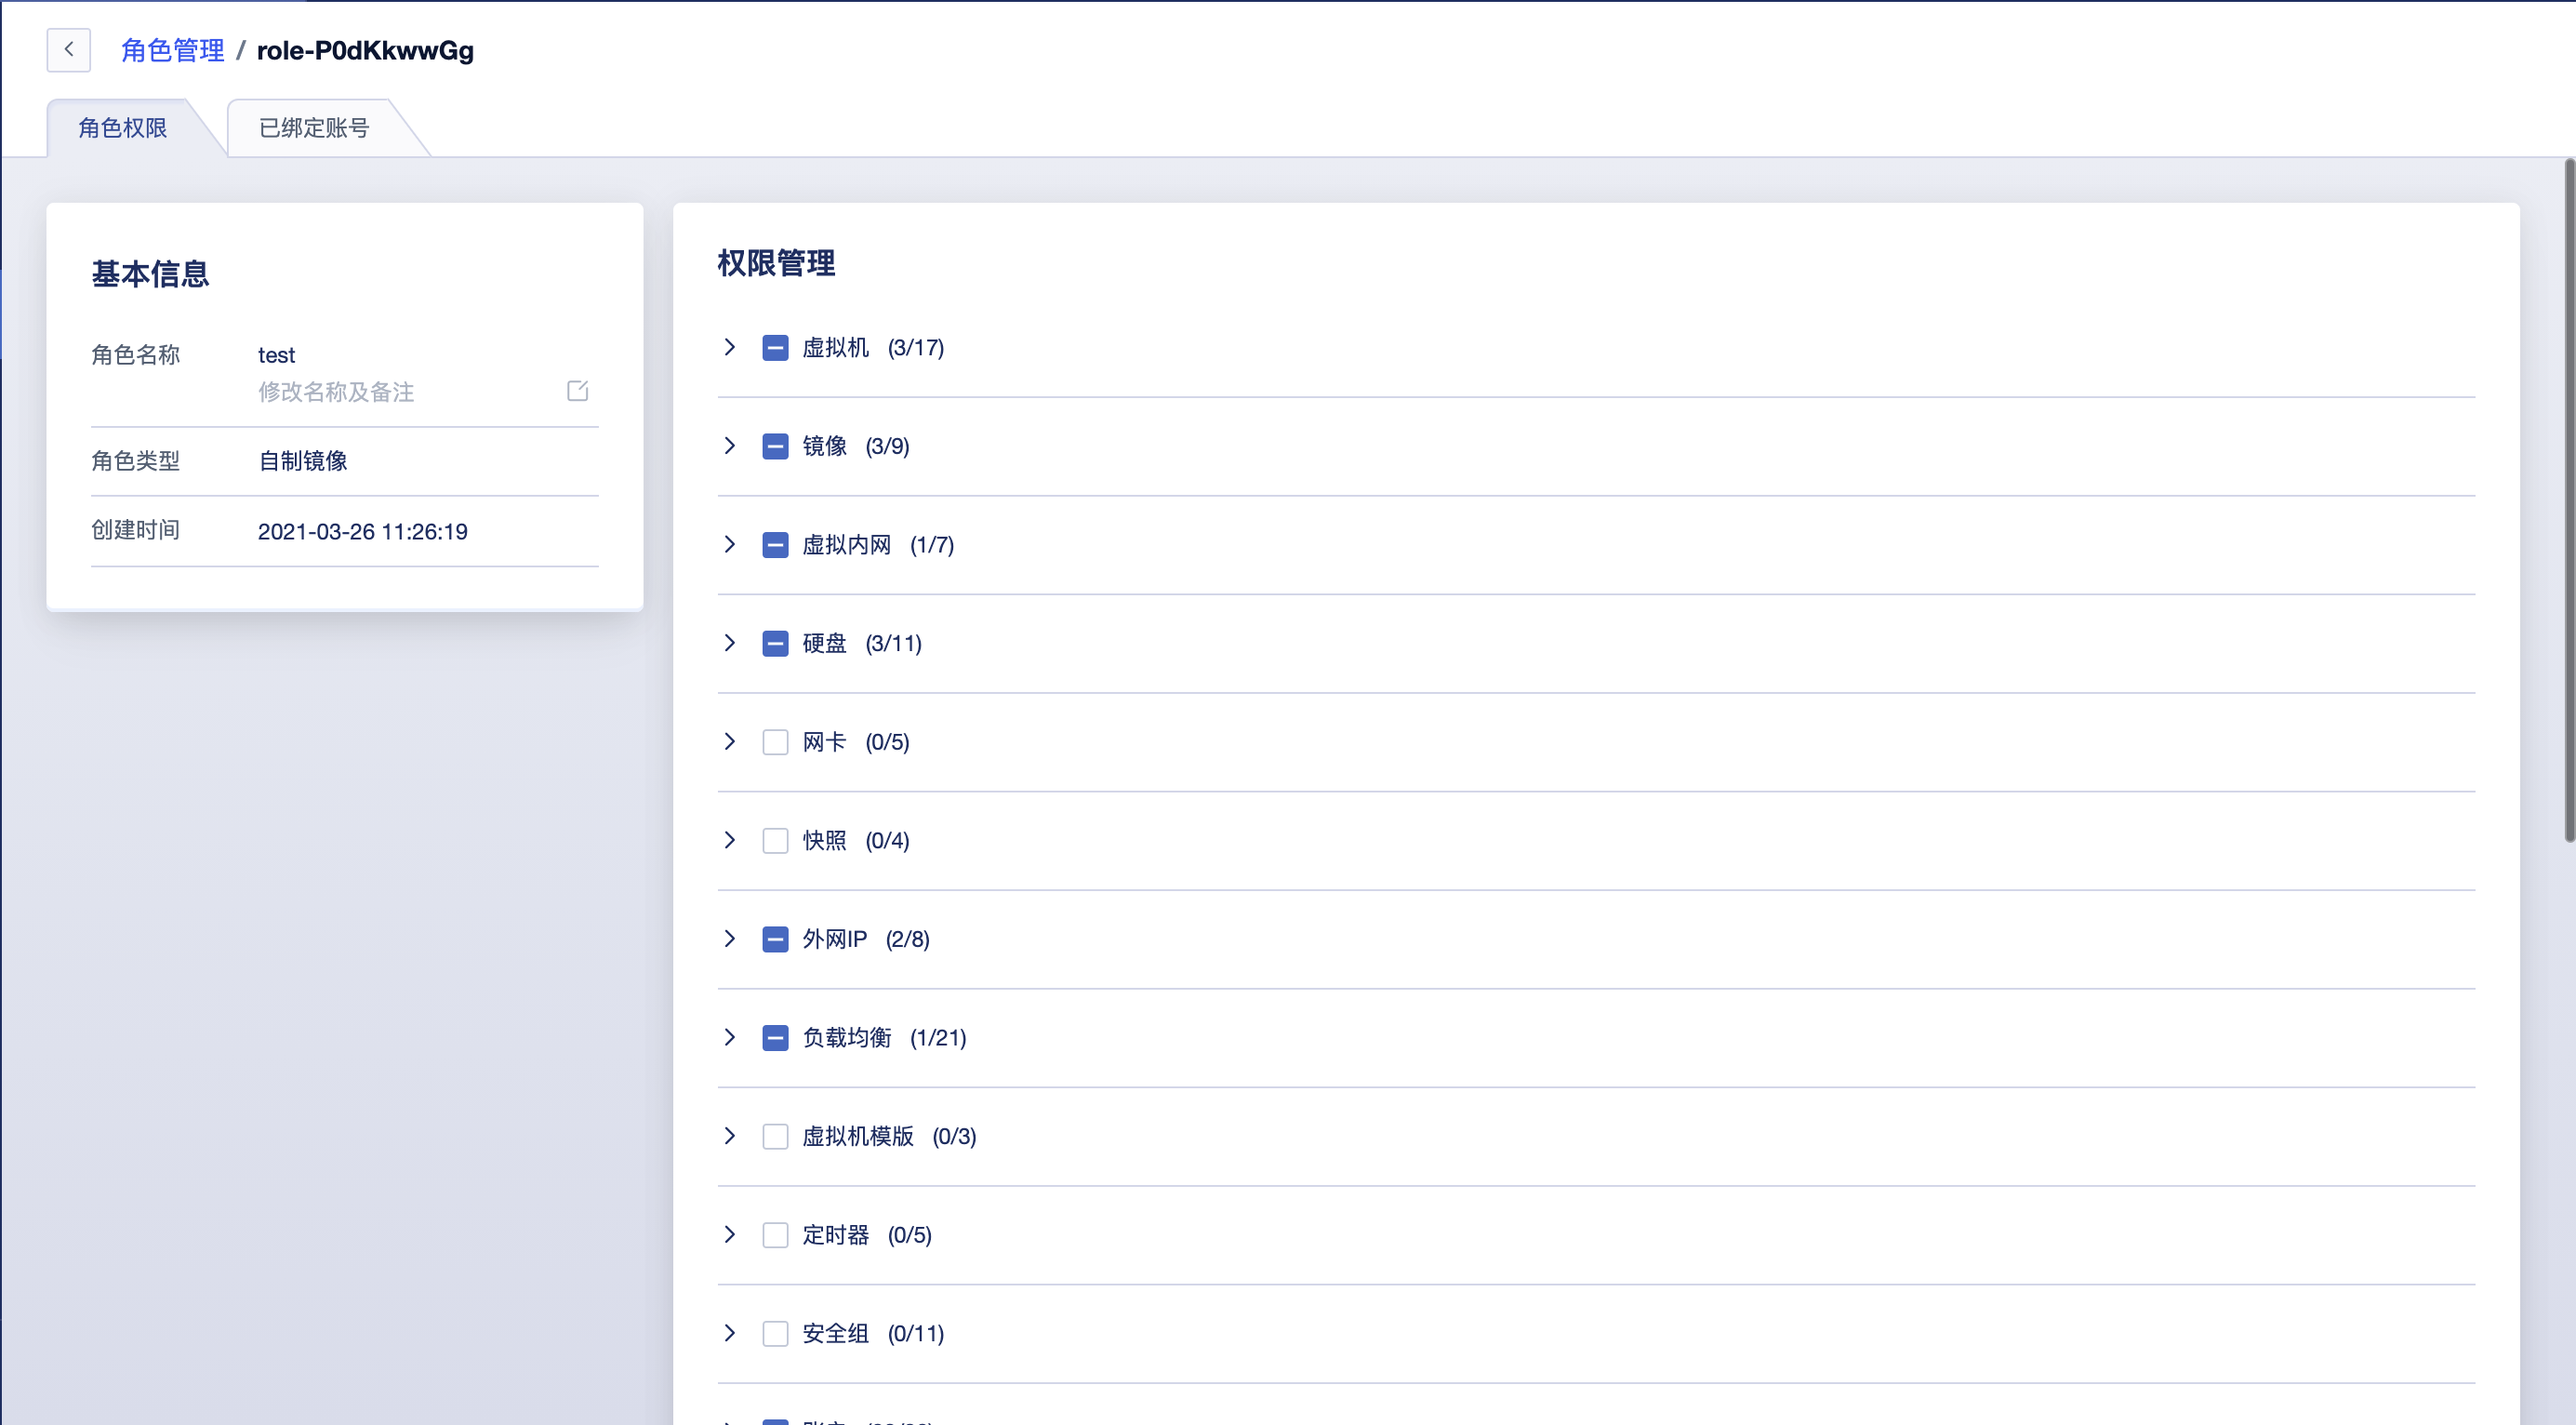 角色管理 / role-P0dKkwwGg
角色权限
已绑定账号
基本信息
角色名称 test
修改名称及备注
角色类型 自制镜像
创建时间 2021-03-26 11:26:19
权限管理
虚拟机 (3/17)
镜像 (3/9)
虚拟内网 (1/7)
硬盘 (3/11)
网卡 (0/5)
快照 (0/4)
外网IP (2/8)
负载均衡 (1/21)
虚拟机模版 (0/3)
定时器 (0/5)
安全组 (0/11)